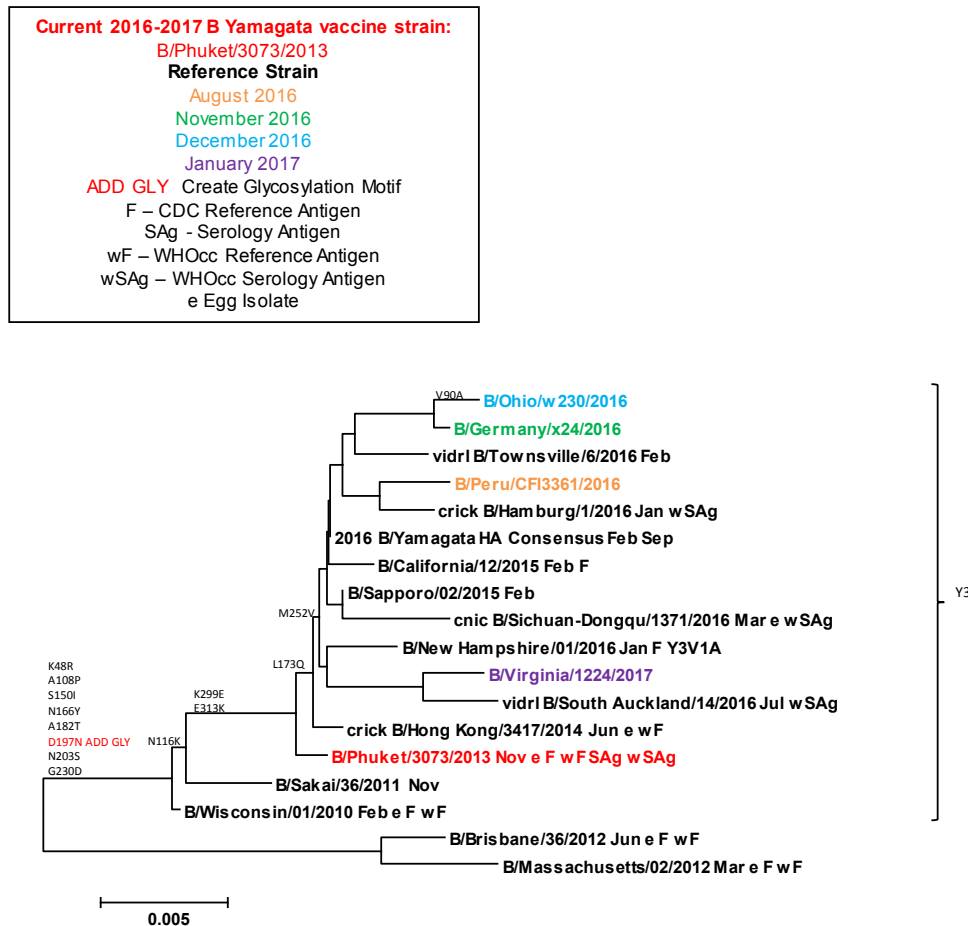 Current 2016-2017 B Yamagata vaccine strain:
B/Phuket/3073/2013
Reference Strain
August 2016
November 2016
December 2016
January 2017
ADD GLY Create Glycosylation Motif
F – CDC Reference Antigen
SAg - Serology Antigen
wF – WHOcc Reference Antigen
wSAg – WHOcc Serology Antigen
e Egg Isolate
V90A
B/Ohio/w230/2016
B/Germany/x24/2016
vidrl B/Townsville/6/2016 Feb
B/Peru/CFI3361/2016
crick B/Hamburg/1/2016 Jan wSAg
2016 B/Yamagata HA Consensus Feb Sep
B/California/12/2015 Feb F
B/Sapporo/02/2015 Feb
Y3
M252V
cnic B/Sichuan-Dongqu/1371/2016 Mar e wSAg
B/New Hampshire/01/2016 Jan F Y3V1A
L173Q
B/Virginia/1224/2017
K299E
E313K
vidrl B/South Auckland/14/2016 Jul wSAg
crick B/Hong Kong/3417/2014 Jun e wF
B/Phuket/3073/2013 Nov e F wF SAg wSAg
K48R
A108P
S150I
N166Y
A182T
D197N ADD GLY
N203S
G230D
N116K
B/Sakai/36/2011 Nov
B/Wisconsin/01/2010 Feb e F wF
B/Brisbane/36/2012 Jun e F wF
B/Massachusetts/02/2012 Mar e F wF
0.005